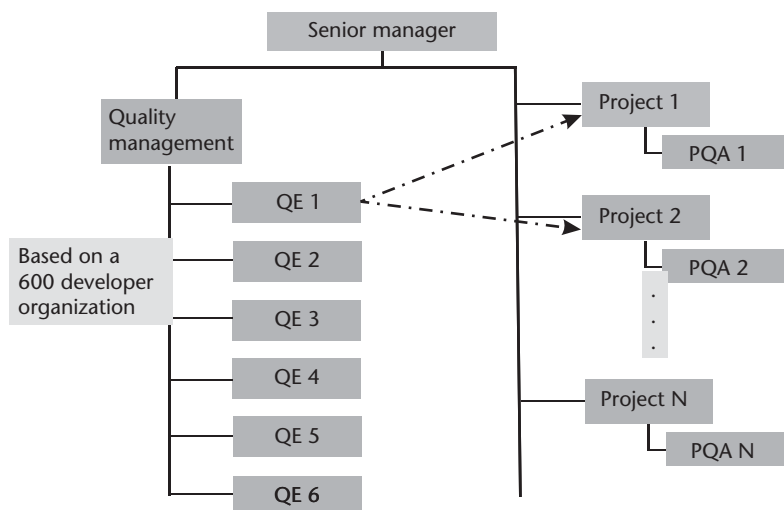 Senior manager
Quality
management
QE 1
QE 2
QE 3
QE 4
QE 5
QE 6
Based on a
600 developer
organization
Project 1
PQA 1
Project 2
PQA 2
.
.
.
Project N
PQA N